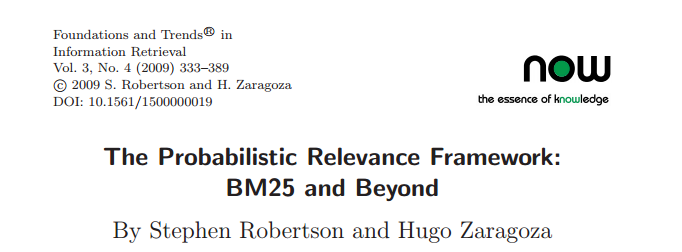 Foundations and Trends® in
Information Retrieval
Vol. 3, No. 4 (2009) 333–389
© 2009 S. Robertson and H. Zaragoza
DOI: 10.1561/1500000019
now
the essence of knowledge
The Probabilistic Relevance Framework:
BM25 and Beyond
By Stephen Robertson and Hugo Zaragoza